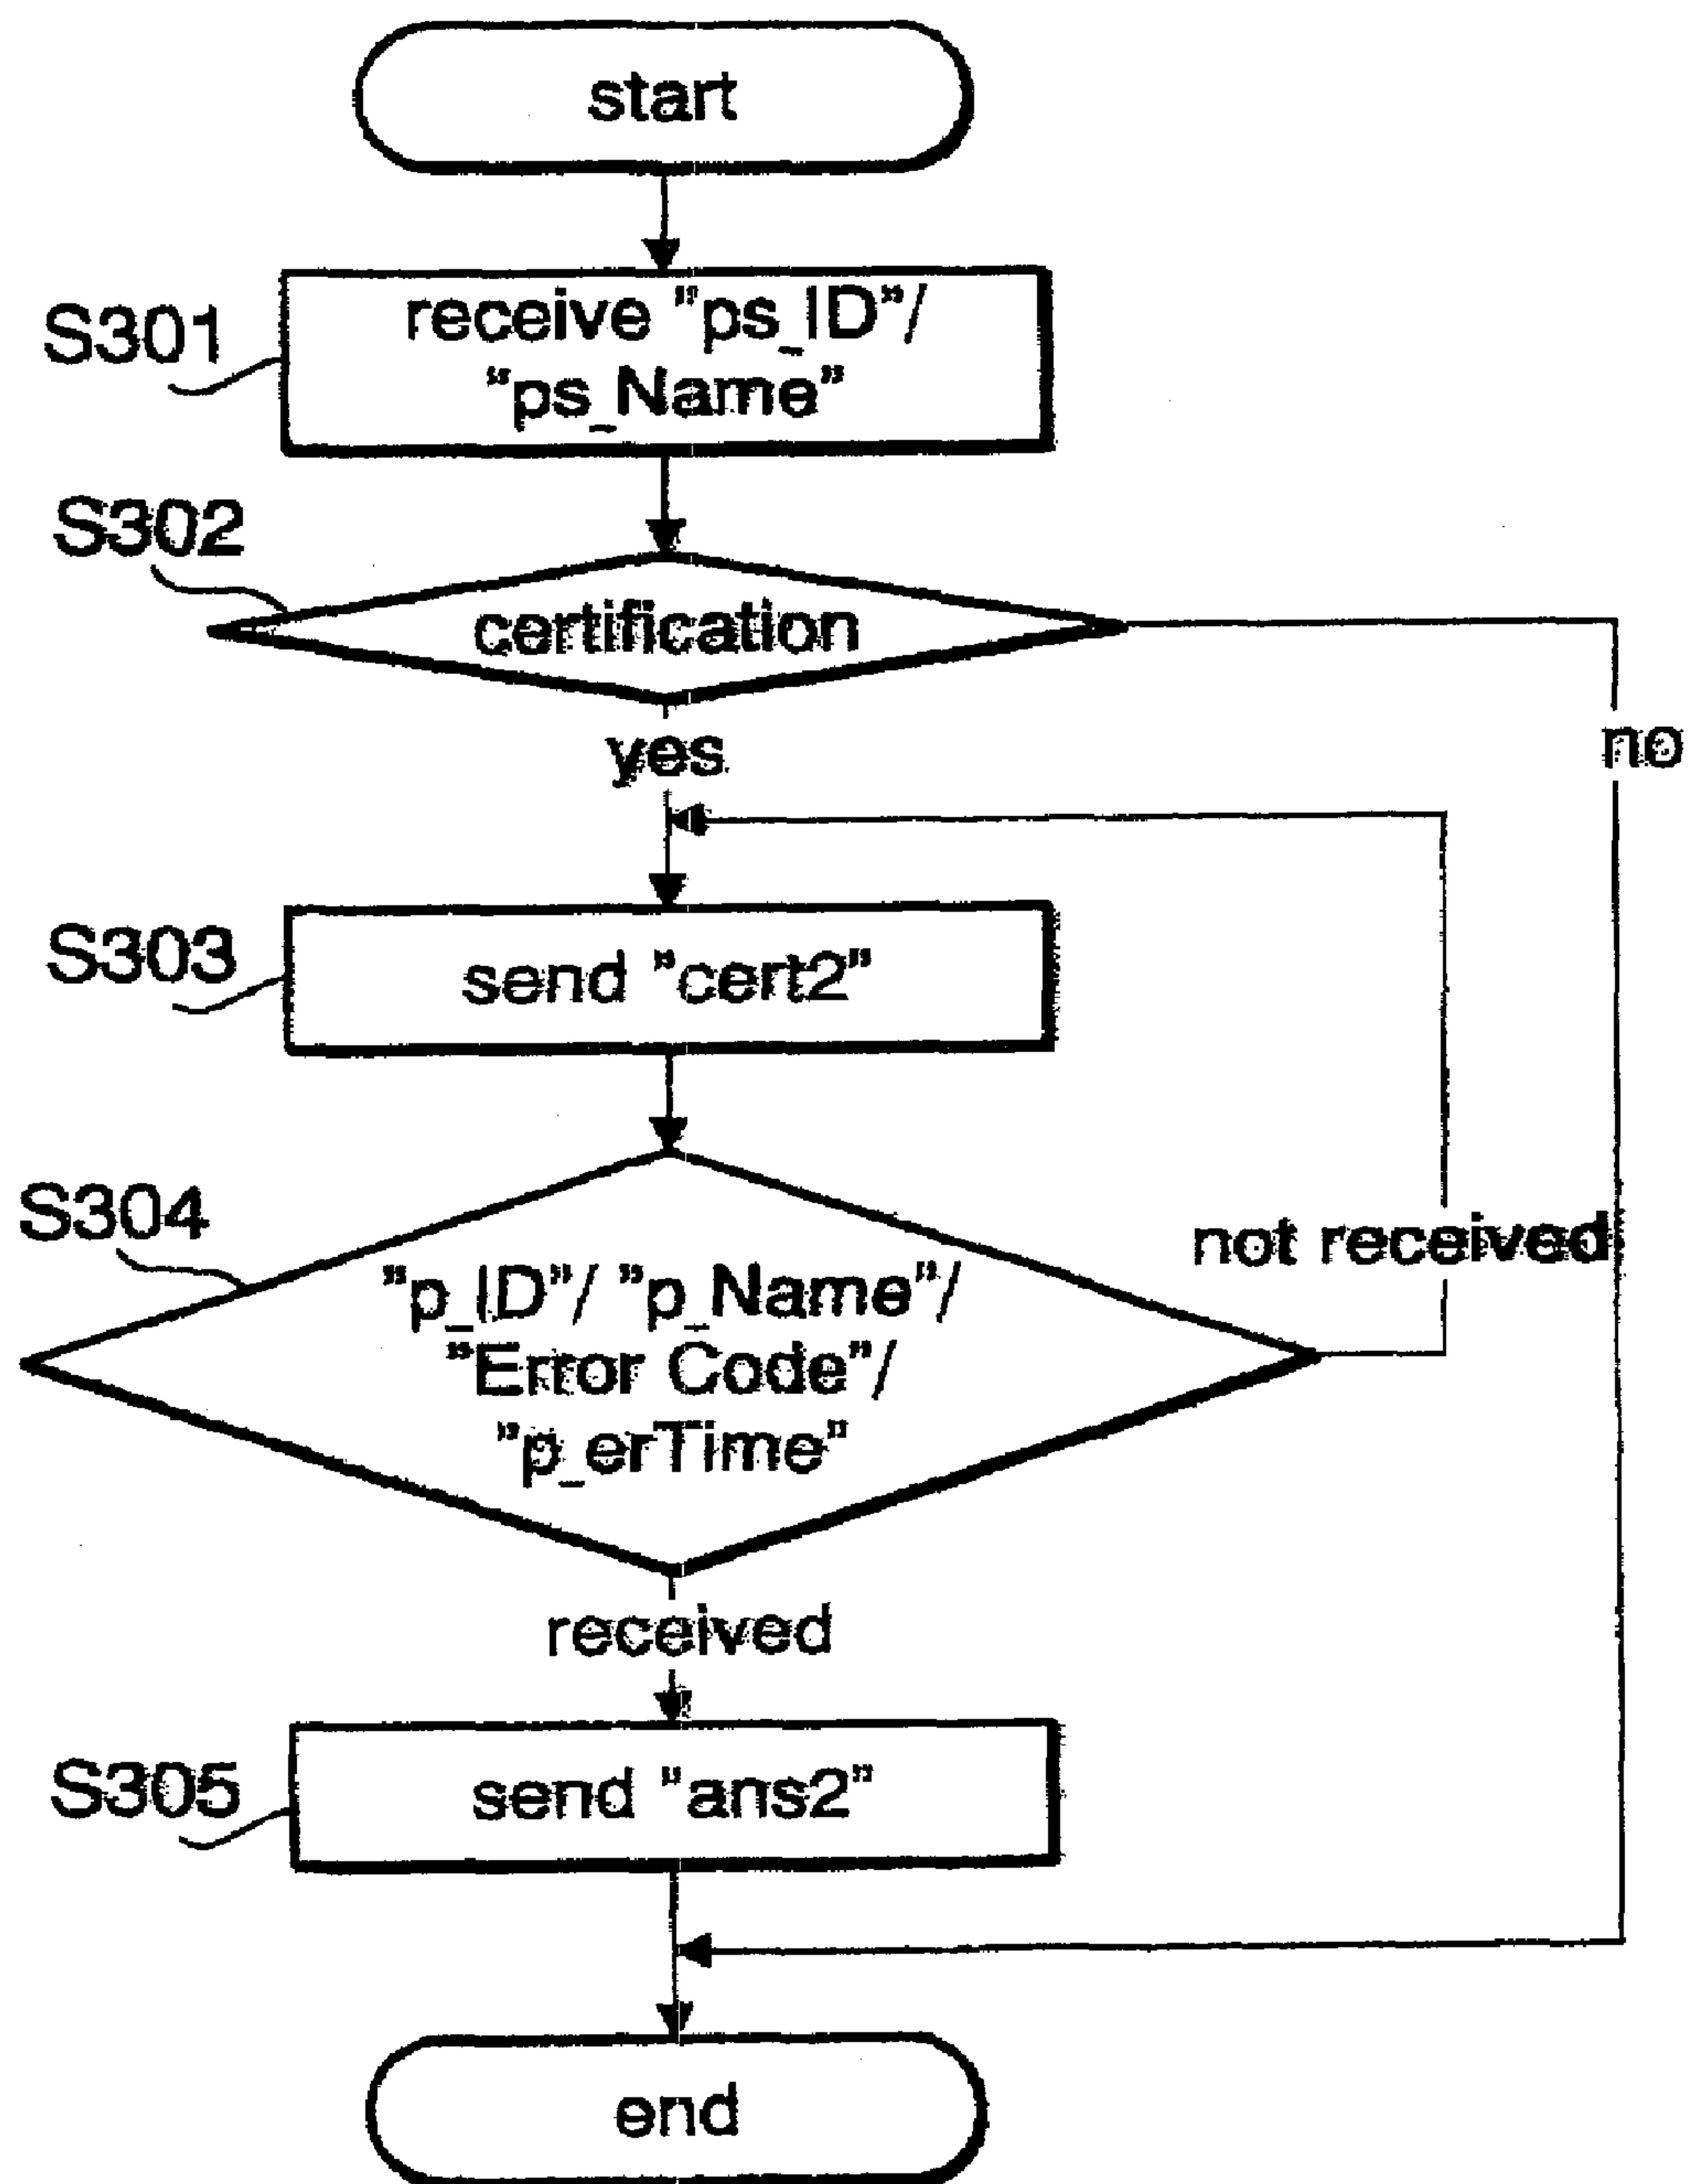 start
S301
receive "ps_ID"/
"ps_Name"
S302
certification
yes
no
S303
send "cert2"
S304
not received
"p_ID"/ "p_Name"/
"Error Code"/
"p_erTime"
received
S305
send "ans2"
end